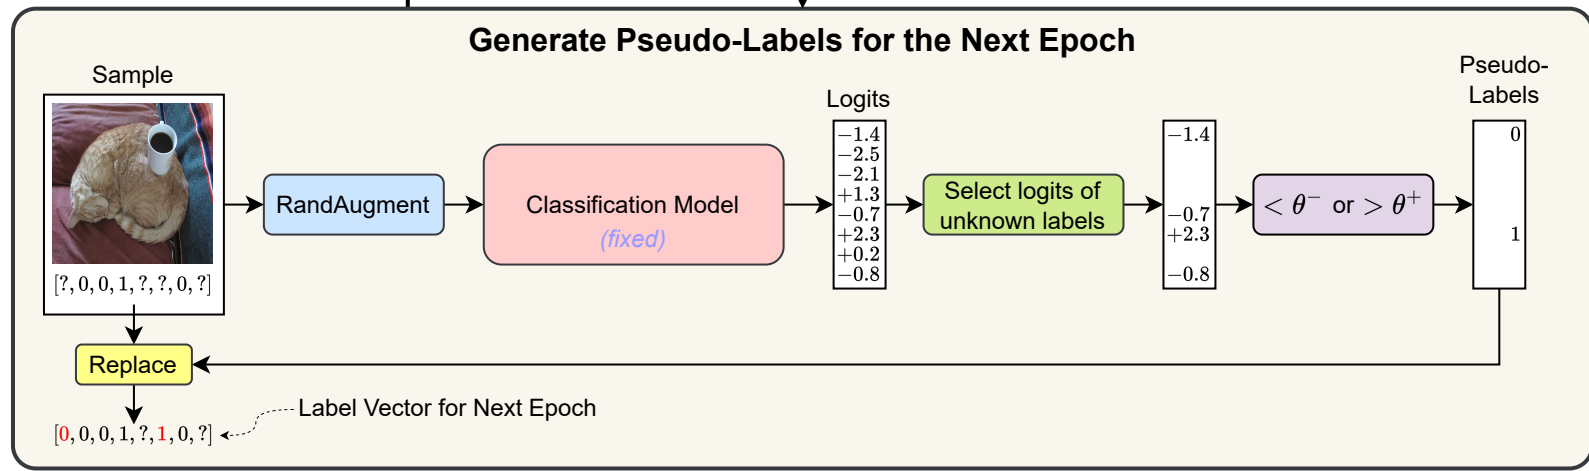 Generate Pseudo-Labels for the Next Epoch
Sample
[?, 0, 0, 1, ?, ?, 0, ?]
RandAugment
Classification Model
(fixed)
Logits
−1.4
−2.5
−2.1
+1.3
−0.7
+2.3
+0.2
−0.8
Select logits of
unknown labels
−1.4
−0.7
+2.3
−0.8
< θ⁻ or > θ⁺
Pseudo-
Labels
0
1
Replace
[0, 0, 0, 1, ?, 1, 0, ?]
Label Vector for Next Epoch